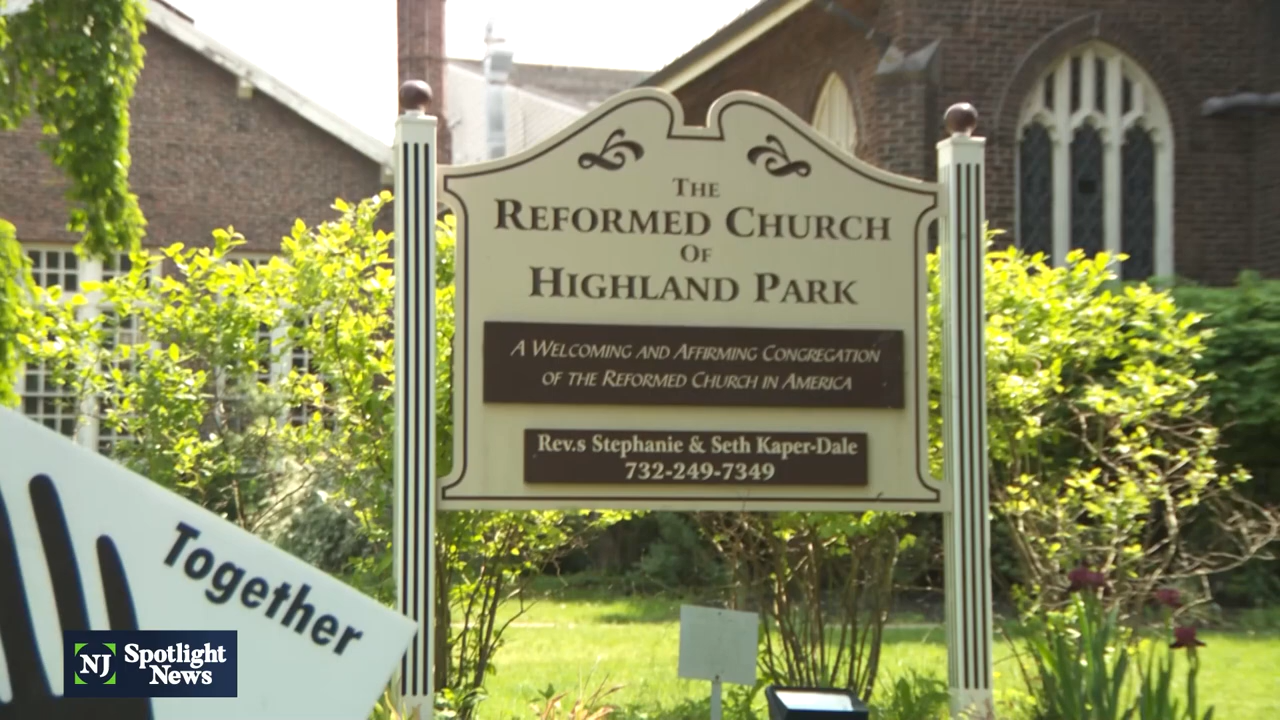 THE
REFORMED CHURCH
OF
HIGHLAND PARK
A WELCOMING AND AFFIRMING CONGREGATION
OF THE REFORMED CHURCH IN AMERICA
Rev.s Stephanie & Seth Kaper-Dale
732-249-7349
Together
NJ Spotlight
News